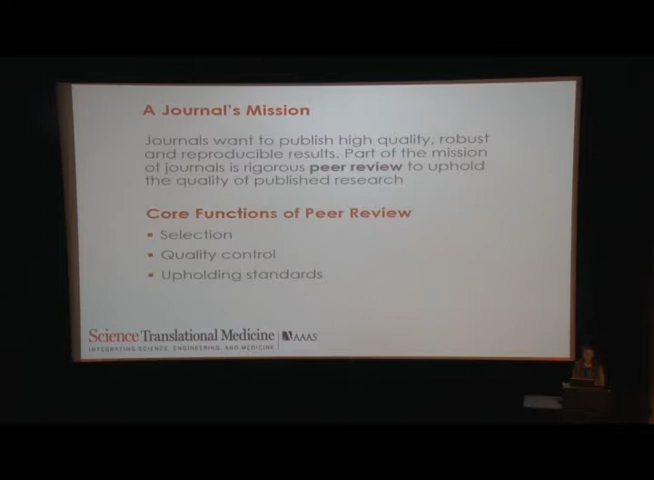 A Journal's Mission
Journals want to publish high quality, robust
and reproducible results. Part of the mission
of journals is rigorous peer review to uphold
the quality of published research
Core Functions of Peer Review
▪ Selection
▪ Quality control
▪ Upholding standards
Science Translational Medicine | AAAS
INTEGRATING SCIENCE, ENGINEERING, AND MEDICINE